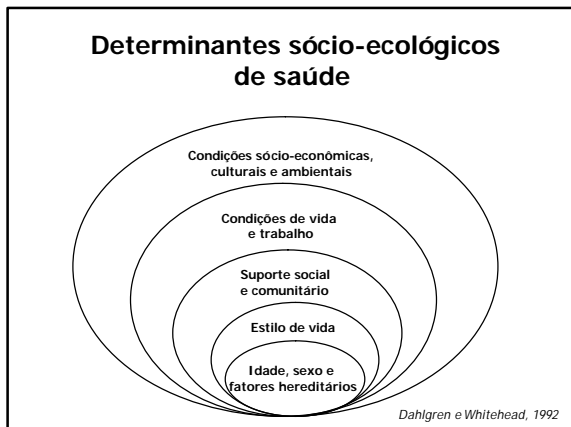 Determinantes sócio-ecológicos
de saúde
Condições sócio-econômicas,
culturais e ambientais
Condições de vida
e trabalho
Suporte social
e comunitário
Estilo de vida
Idade, sexo e
fatores hereditários
Dahlgren e Whitehead, 1992